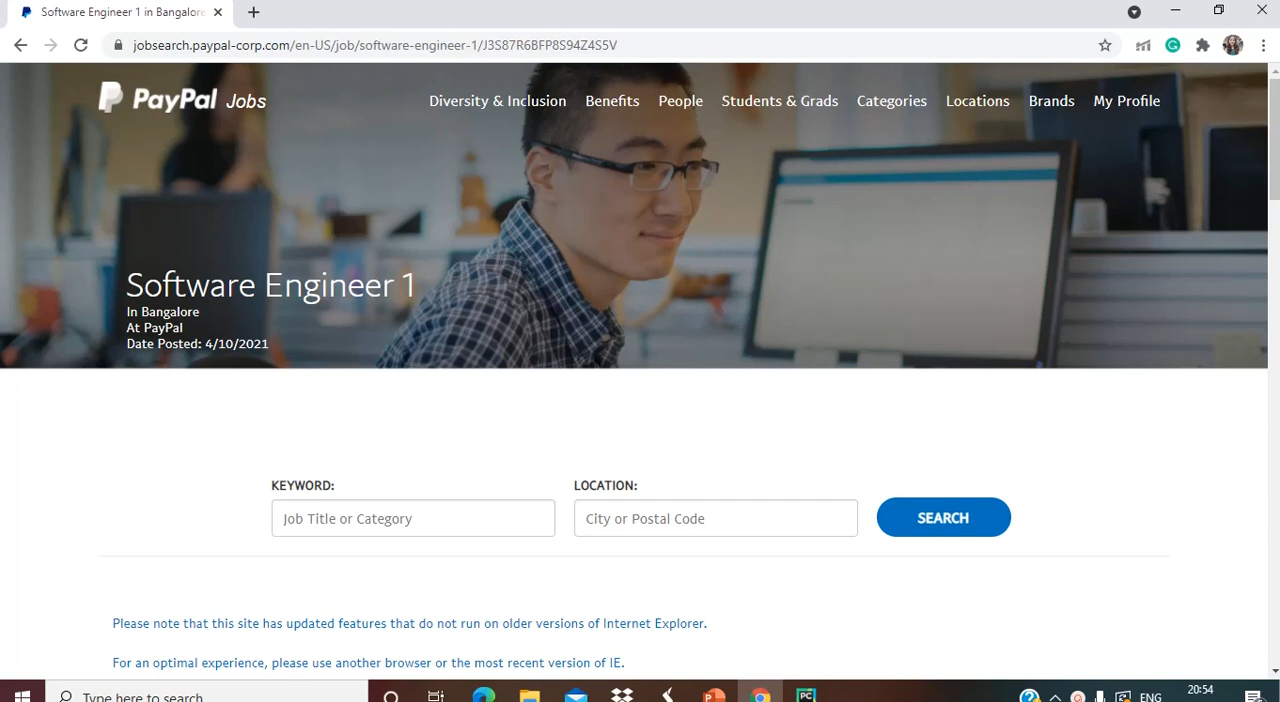 Software Engineer 1 in Bangalore
jobsearch.paypal-corp.com/en-US/job/software-engineer-1/J3S87R6BFP8S94Z4S5V
PayPal Jobs
Diversity & Inclusion Benefits People Students & Grads Categories Locations Brands My Profile
Software Engineer 1
In Bangalore
At PayPal
Date Posted: 4/10/2021
KEYWORD: LOCATION:
Job Title or Category City or Postal Code SEARCH
Please note that this site has updated features that do not run on older versions of Internet Explorer.
For an optimal experience, please use another browser or the most recent version of IE.
Type here to search ENG 20:54